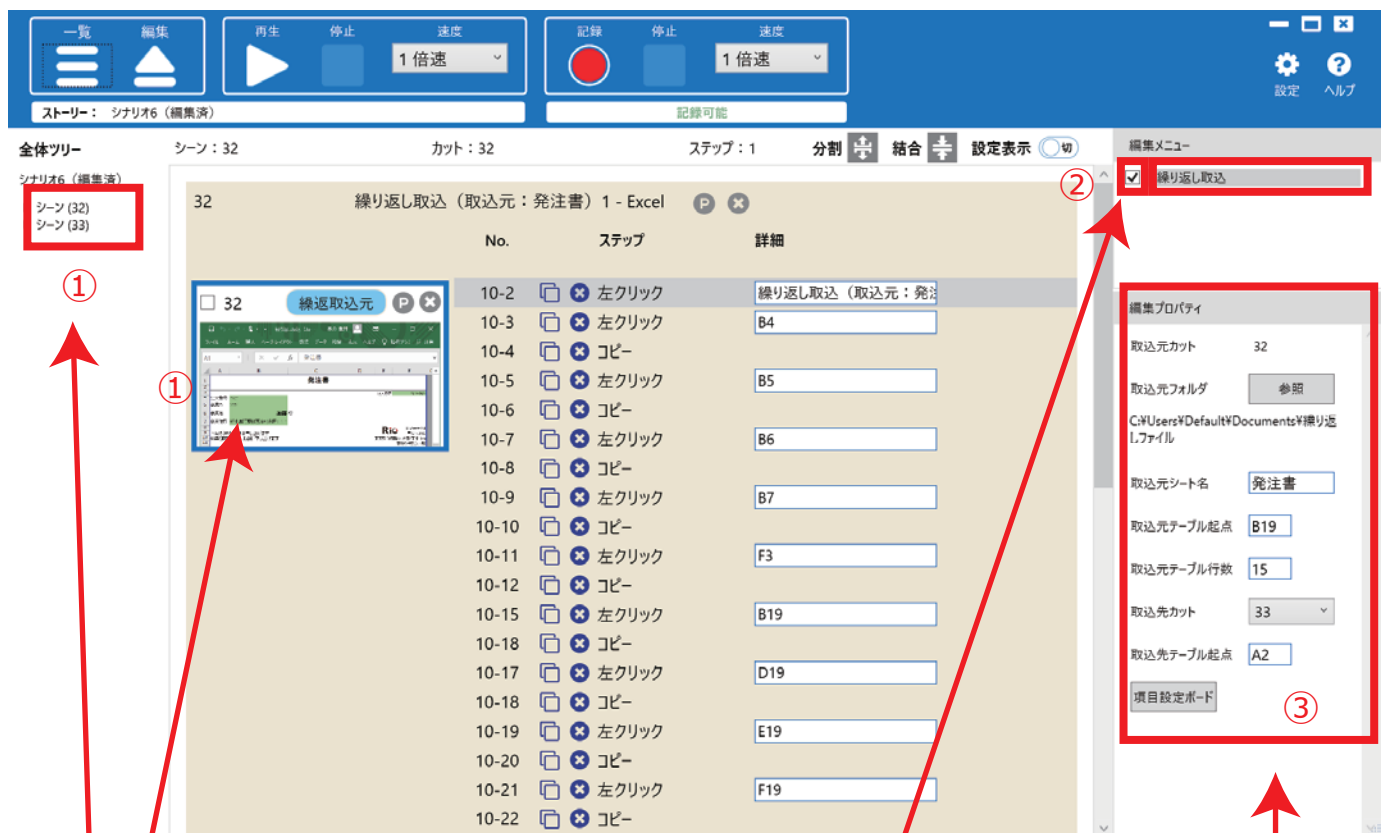 一覧 編集 再生 停止 速度 記録 停止 速度
1 倍速 1 倍速
設定 ヘルプ
ストーリー： シナリオ6（編集済） 記録可能
全体ツリー シーン：32 カット：32 ステップ：1 分割 結合 設定表示 切 編集メニュー
シナリオ6（編集済） ② 繰り返し取込
シーン (32)
シーン (33)
①
32 繰り返し取込（取込元：発注書）1 - Excel P
No. ステップ 詳細
32 繰返取込元 P
発注書
①
10-2 左クリック 繰り返し取込（取込元：発注
10-3 左クリック B4
10-4 コピー
10-5 左クリック B5
10-6 コピー
10-7 左クリック B6
10-8 コピー
10-9 左クリック B7
10-10 コピー
10-11 左クリック F3
10-12 コピー
10-15 左クリック B19
10-18 コピー
10-17 左クリック D19
10-18 コピー
10-19 左クリック E19
10-20 コピー
10-21 左クリック F19
10-22 コピー
編集プロパティ
取込元カット 32
取込元フォルダ 参照
C:¥Users¥Default¥Documents¥繰り返
しファイル
取込元シート名 発注書
取込元テーブル起点 B19
取込元テーブル行数 15
取込先カット 33
取込先テーブル起点 A2
項目設定ボード
③